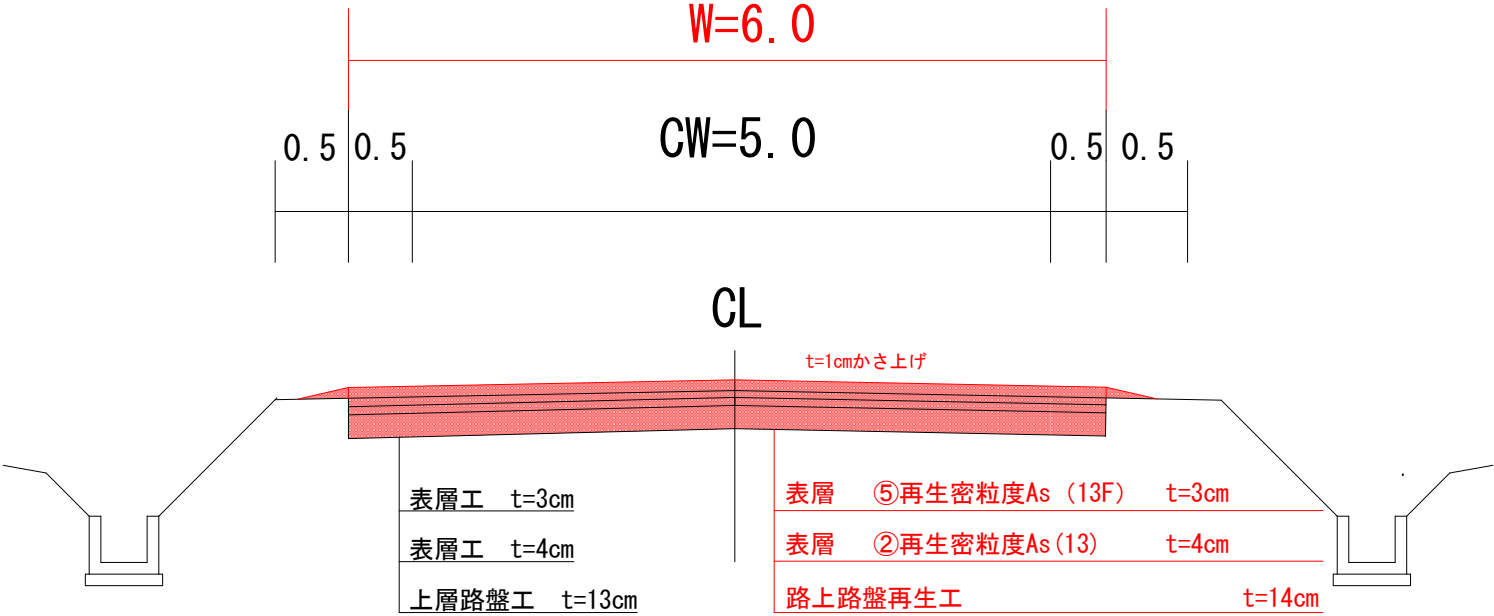 W=6.0
0.5 0.5 CW=5.0 0.5 0.5
CL
t=1cmかさ上げ
表層工 t=3cm
表層工 t=4cm
上層路盤工 t=13cm
表層 ⑤再生密粒度As（13F） t=3cm
表層 ②再生密粒度As(13) t=4cm
路上路盤再生工 t=14cm